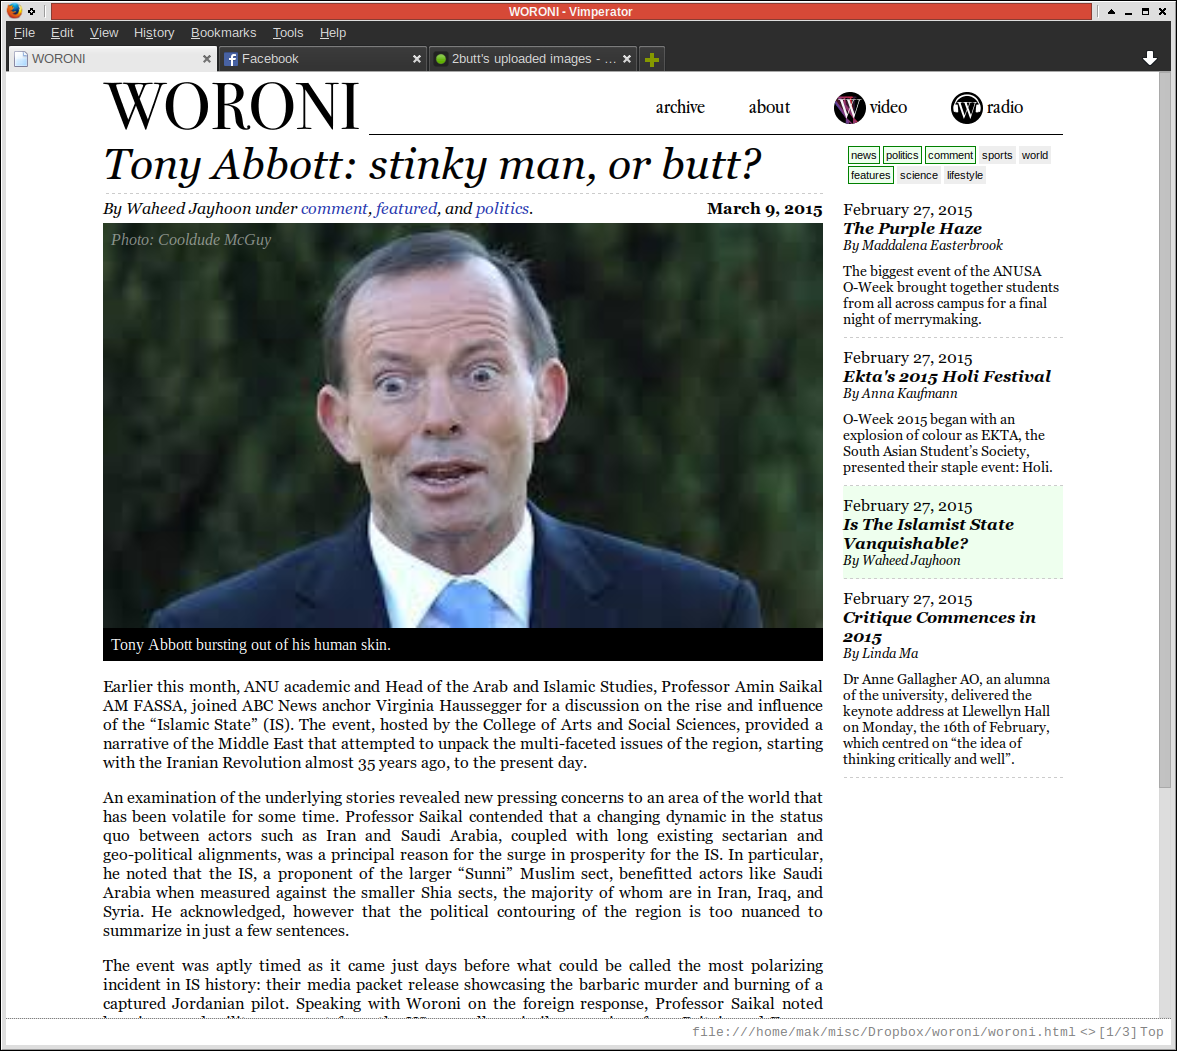 WORONI - Vimperator
File Edit View History Bookmarks Tools Help
WORONI
Facebook
2butt's uploaded images - ...
WORONI
archive about video radio
Tony Abbott: stinky man, or butt?
By Waheed Jayhoon under comment, featured, and politics.
March 9, 2015
Photo: Cooldude McGuy
Tony Abbott bursting out of his human skin.
Earlier this month, ANU academic and Head of the Arab and Islamic Studies, Professor Amin Saikal
AM FASSA, joined ABC News anchor Virginia Haussegger for a discussion on the rise and influence
of the “Islamic State” (IS). The event, hosted by the College of Arts and Social Sciences, provided a
narrative of the Middle East that attempted to unpack the multi-faceted issues of the region, starting
with the Iranian Revolution almost 35 years ago, to the present day.
An examination of the underlying stories revealed new pressing concerns to an area of the world that
has been volatile for some time. Professor Saikal contended that a changing dynamic in the status
quo between actors such as Iran and Saudi Arabia, coupled with long existing sectarian and
geo-political alignments, was a principal reason for the surge in prosperity for the IS. In particular,
he noted that the IS, a proponent of the larger “Sunni” Muslim sect, benefitted actors like Saudi
Arabia when measured against the smaller Shia sects, the majority of whom are in Iran, Iraq, and
Syria. He acknowledged, however that the political contouring of the region is too nuanced to
summarize in just a few sentences.
The event was aptly timed as it came just days before what could be called the most polarizing
incident in IS history: their media packet release showcasing the barbaric murder and burning of a
captured Jordanian pilot. Speaking with Woroni on the foreign response, Professor Saikal noted
news politics comment sports world
features science lifestyle
February 27, 2015
The Purple Haze
By Maddalena Easterbrook
The biggest event of the ANUSA
O-Week brought together students
from all across campus for a final
night of merrymaking.
February 27, 2015
Ekta's 2015 Holi Festival
By Anna Kaufmann
O-Week 2015 began with an
explosion of colour as EKTA, the
South Asian Student’s Society,
presented their staple event: Holi.
February 27, 2015
Is The Islamist State
Vanquishable?
By Waheed Jayhoon
February 27, 2015
Critique Commences in
2015
By Linda Ma
Dr Anne Gallagher AO, an alumna
of the university, delivered the
keynote address at Llewellyn Hall
on Monday, the 16th of February,
which centred on “the idea of
thinking critically and well”.
file:///home/mak/misc/Dropbox/woroni/woroni.html <> [1/3] Top